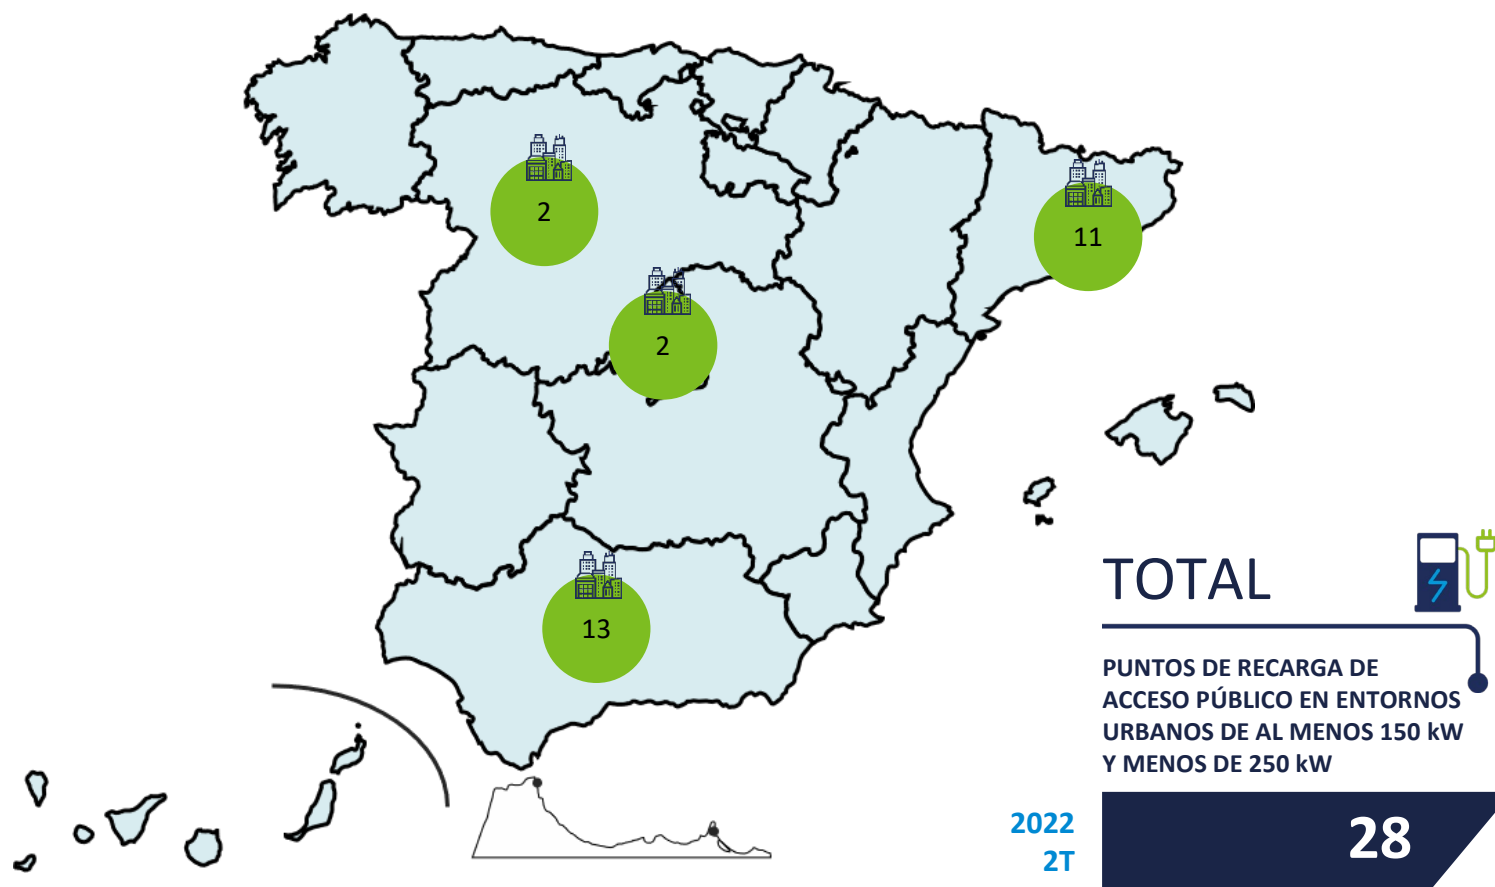 2
11
2
13
TOTAL
PUNTOS DE RECARGA DE
ACCESO PÚBLICO EN ENTORNOS
URBANOS DE AL MENOS 150 kW
Y MENOS DE 250 kW
2022
2T
28